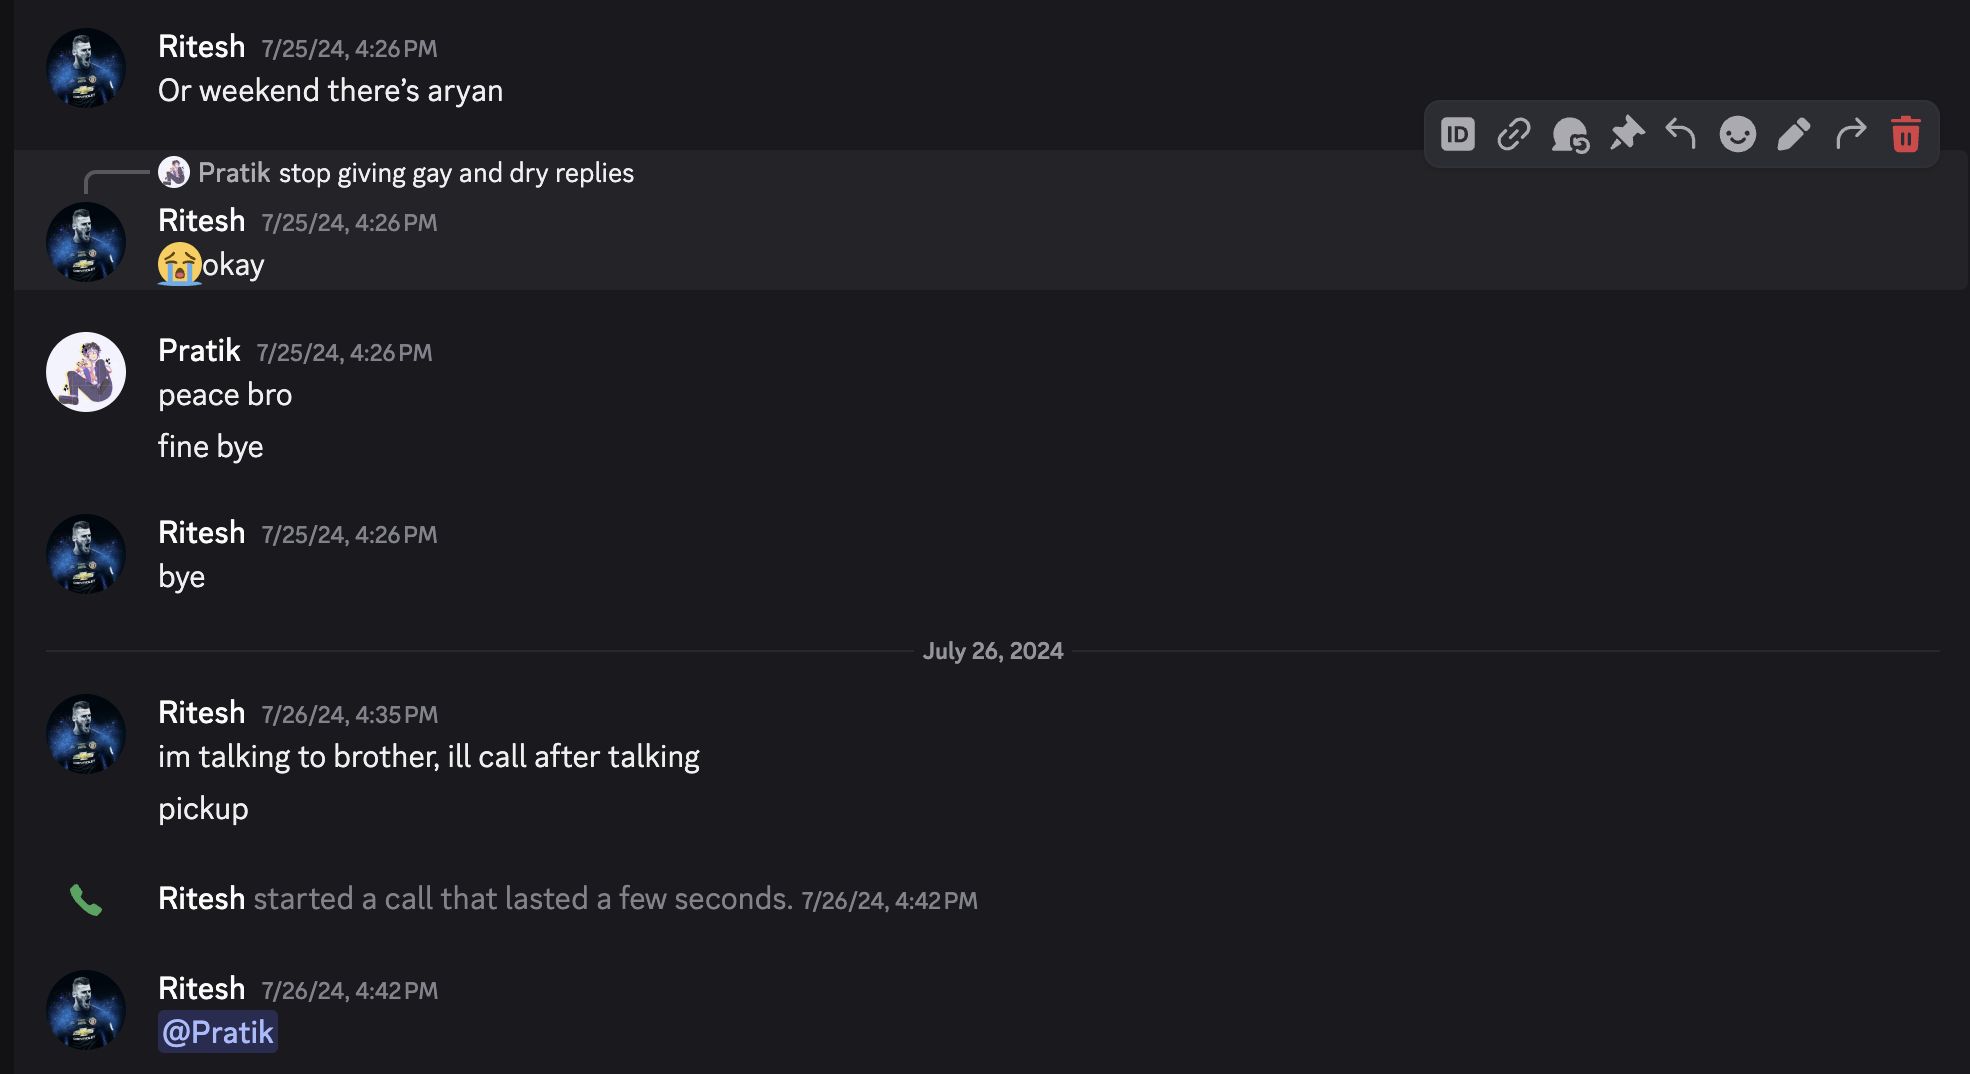 Ritesh 7/25/24, 4:26 PM
Or weekend there’s aryan
ID
Pratik stop giving gay and dry replies
Ritesh 7/25/24, 4:26 PM
😭okay
Pratik 7/25/24, 4:26 PM
peace bro
fine bye
Ritesh 7/25/24, 4:26 PM
bye
July 26, 2024
Ritesh 7/26/24, 4:35 PM
im talking to brother, ill call after talking
pickup
Ritesh started a call that lasted a few seconds. 7/26/24, 4:42 PM
Ritesh 7/26/24, 4:42 PM
@Pratik